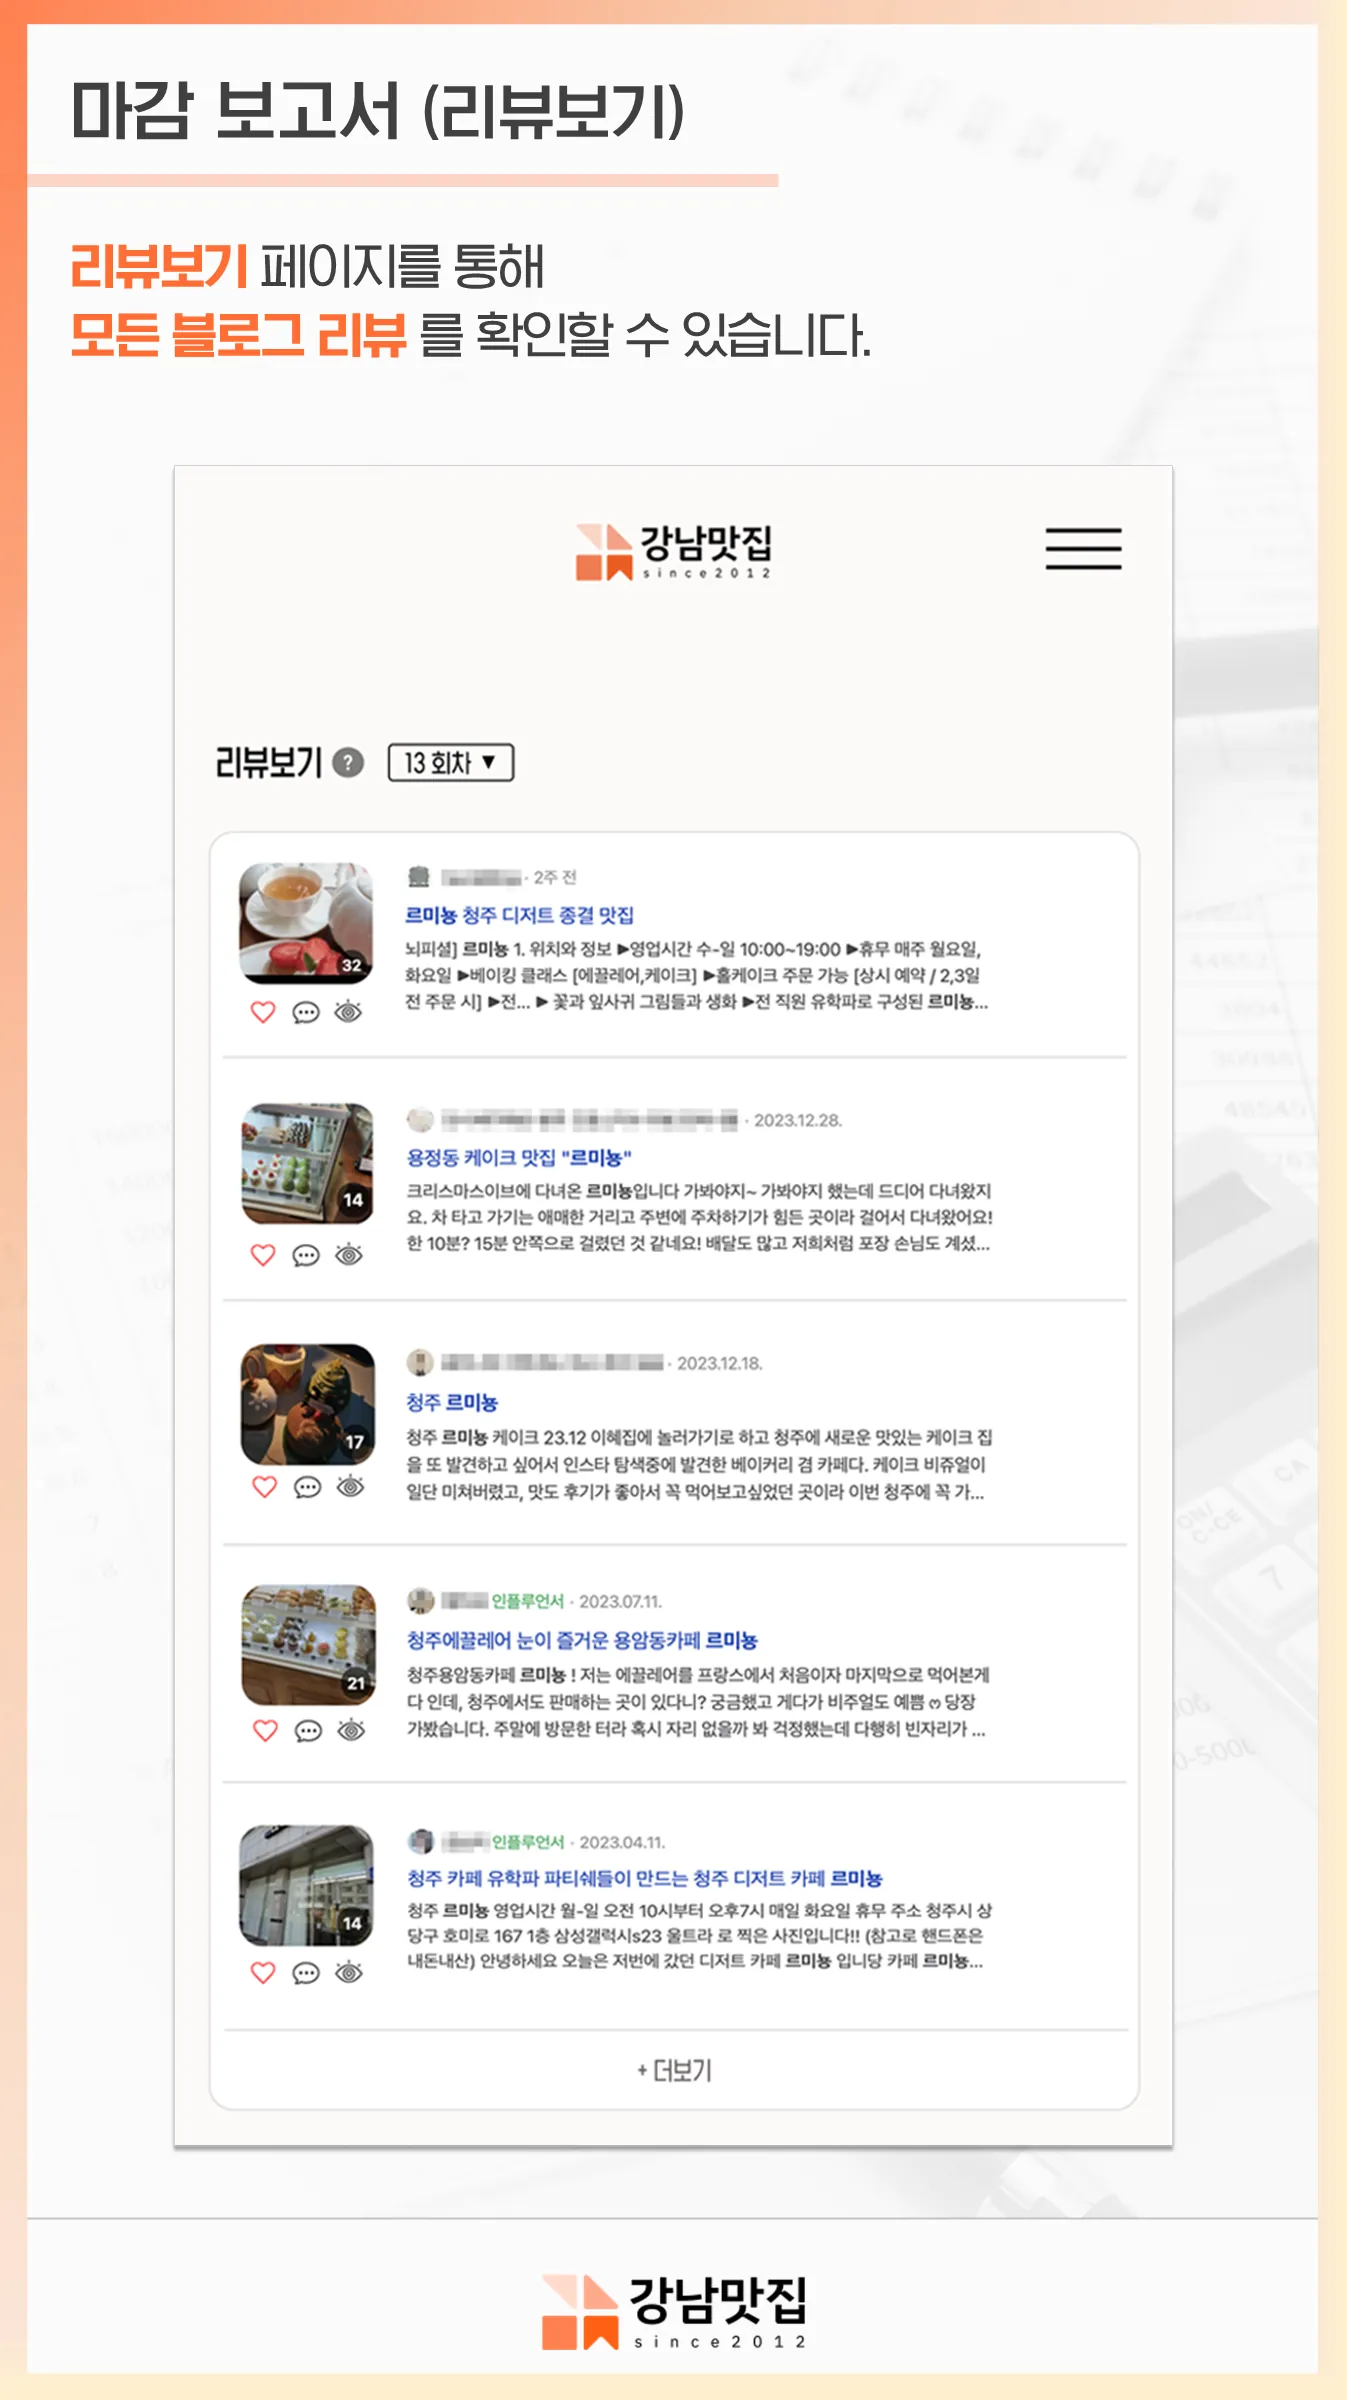 마감 보고서 (리뷰보기)
리뷰보기 페이지를 통해
모든 블로그 리뷰 를 확인할 수 있습니다.
강남맛집
since2012
리뷰보기 ? 13 회차 ▼
· 2주 전
르미뇽 청주 디저트 종결 맛집
뇌피셜] 르미뇽 1. 위치와 정보 ▶영업시간 수-일 10:00~19:00 ▶휴무 매주 월요일,
화요일 ▶베이킹 클래스 [에끌레어,케이크] ▶홀케이크 주문 가능 [상시 예약 / 2,3일
전 주문 시] ▶전... ▶ 꽃과 잎사귀 그림들과 생화 ▶전 직원 유학파로 구성된 르미뇽...
32
· 2023.12.28.
용정동 케이크 맛집 "르미뇽"
크리스마스이브에 다녀온 르미뇽입니다 가봐야지~ 가봐야지 했는데 드디어 다녀왔지
요. 차 타고 가기는 애매한 거리고 주변에 주차하기가 힘든 곳이라 걸어서 다녀왔어요!
한 10분? 15분 안쪽으로 걸렸던 것 같네요! 배달도 많고 저희처럼 포장 손님도 계셨...
14
· 2023.12.18.
청주 르미뇽
청주 르미뇽 케이크 23.12 이혜집에 놀러가기로 하고 청주에 새로운 맛있는 케이크 집
을 또 발견하고 싶어서 인스타 탐색중에 발견한 베이커리 겸 카페다. 케이크 비쥬얼이
일단 미쳐버렸고, 맛도 후기가 좋아서 꼭 먹어보고싶었던 곳이라 이번 청주에 꼭 가...
17
인플루언서 · 2023.07.11.
청주에끌레어 눈이 즐거운 용암동카페 르미뇽
청주용암동카페 르미뇽 ! 저는 에끌레어를 프랑스에서 처음이자 마지막으로 먹어본게
다 인데, 청주에서도 판매하는 곳이 있다니? 궁금했고 게다가 비주얼도 예쁨 ෆ 당장
가봤습니다. 주말에 방문한 터라 혹시 자리 없을까 봐 걱정했는데 다행히 빈자리가 ...
21
인플루언서 · 2023.04.11.
청주 카페 유학파 파티쉐들이 만드는 청주 디저트 카페 르미뇽
청주 르미뇽 영업시간 월-일 오전 10시부터 오후7시 매일 화요일 휴무 주소 청주시 상
당구 호미로 167 1층 삼성갤럭시s23 울트라 로 찍은 사진입니다!! (참고로 핸드폰은
내돈내산) 안녕하세요 오늘은 저번에 갔던 디저트 카페 르미뇽 입니당 카페 르미뇽...
14
+ 더보기
강남맛집
since2012